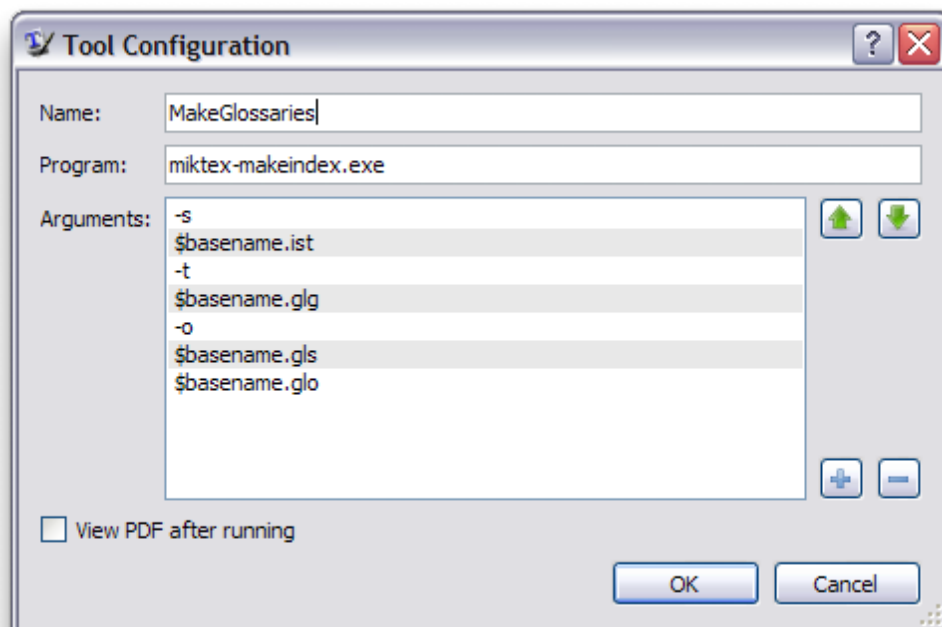 Tool Configuration
Name: MakeGlossaries
Program: miktex-makeindex.exe
Arguments: -s
$basename.ist
-t
$basename.glg
-o
$basename.gls
$basename.glo
View PDF after running
OK Cancel